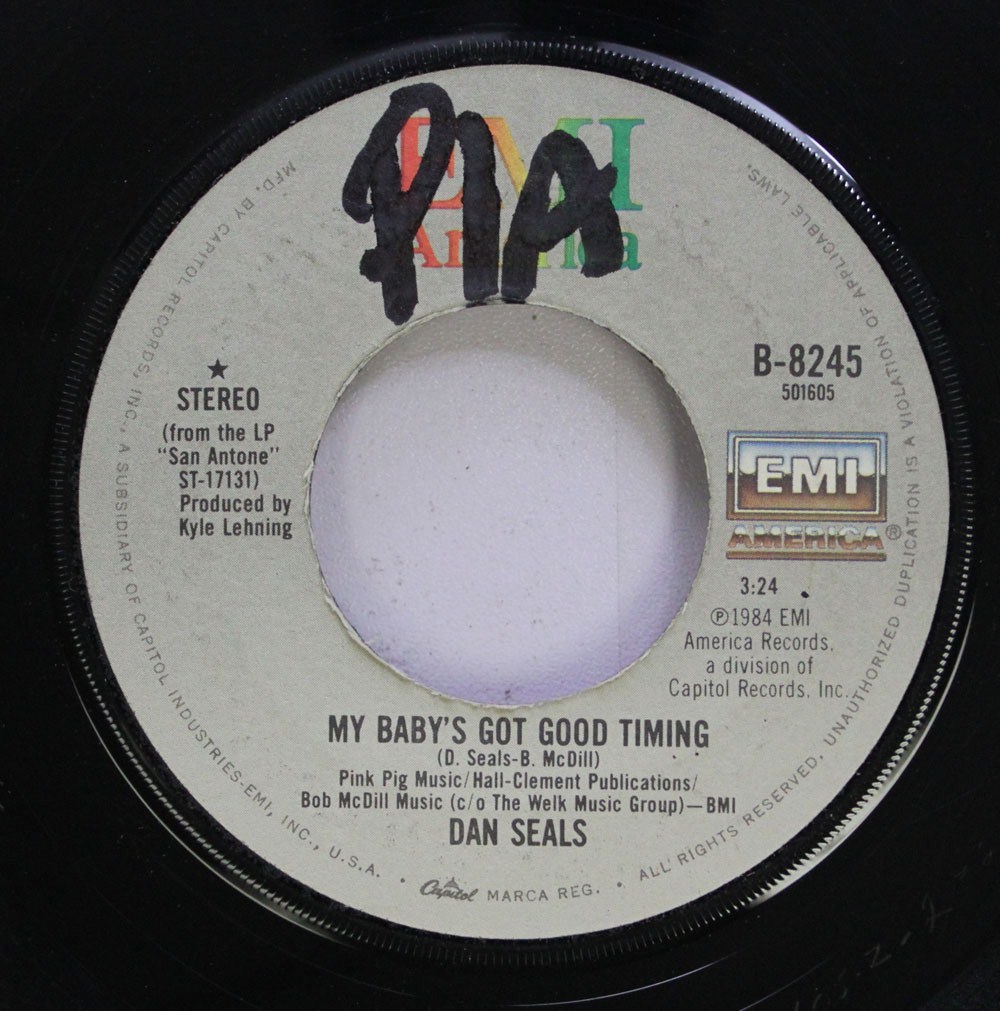 EMI
America
★
STEREO
(from the LP
"San Antone"
ST-17131)
Produced by
Kyle Lehning
B-8245
501605
EMI
AMERICA®
3:24
℗1984 EMI
America Records,
a division of
Capitol Records, Inc.
MY BABY'S GOT GOOD TIMING
(D. Seals-B. McDill)
Pink Pig Music/Hall-Clement Publications/
Bob McDill Music (c/o The Welk Music Group)—BMI
DAN SEALS
MFD. BY CAPITOL RECORDS, INC., A SUBSIDIARY OF CAPITOL INDUSTRIES-EMI, INC., U.S.A. • Capitol MARCA REG. • ALL RIGHTS RESERVED. UNAUTHORIZED DUPLICATION IS A VIOLATION OF APPLICABLE LAWS.